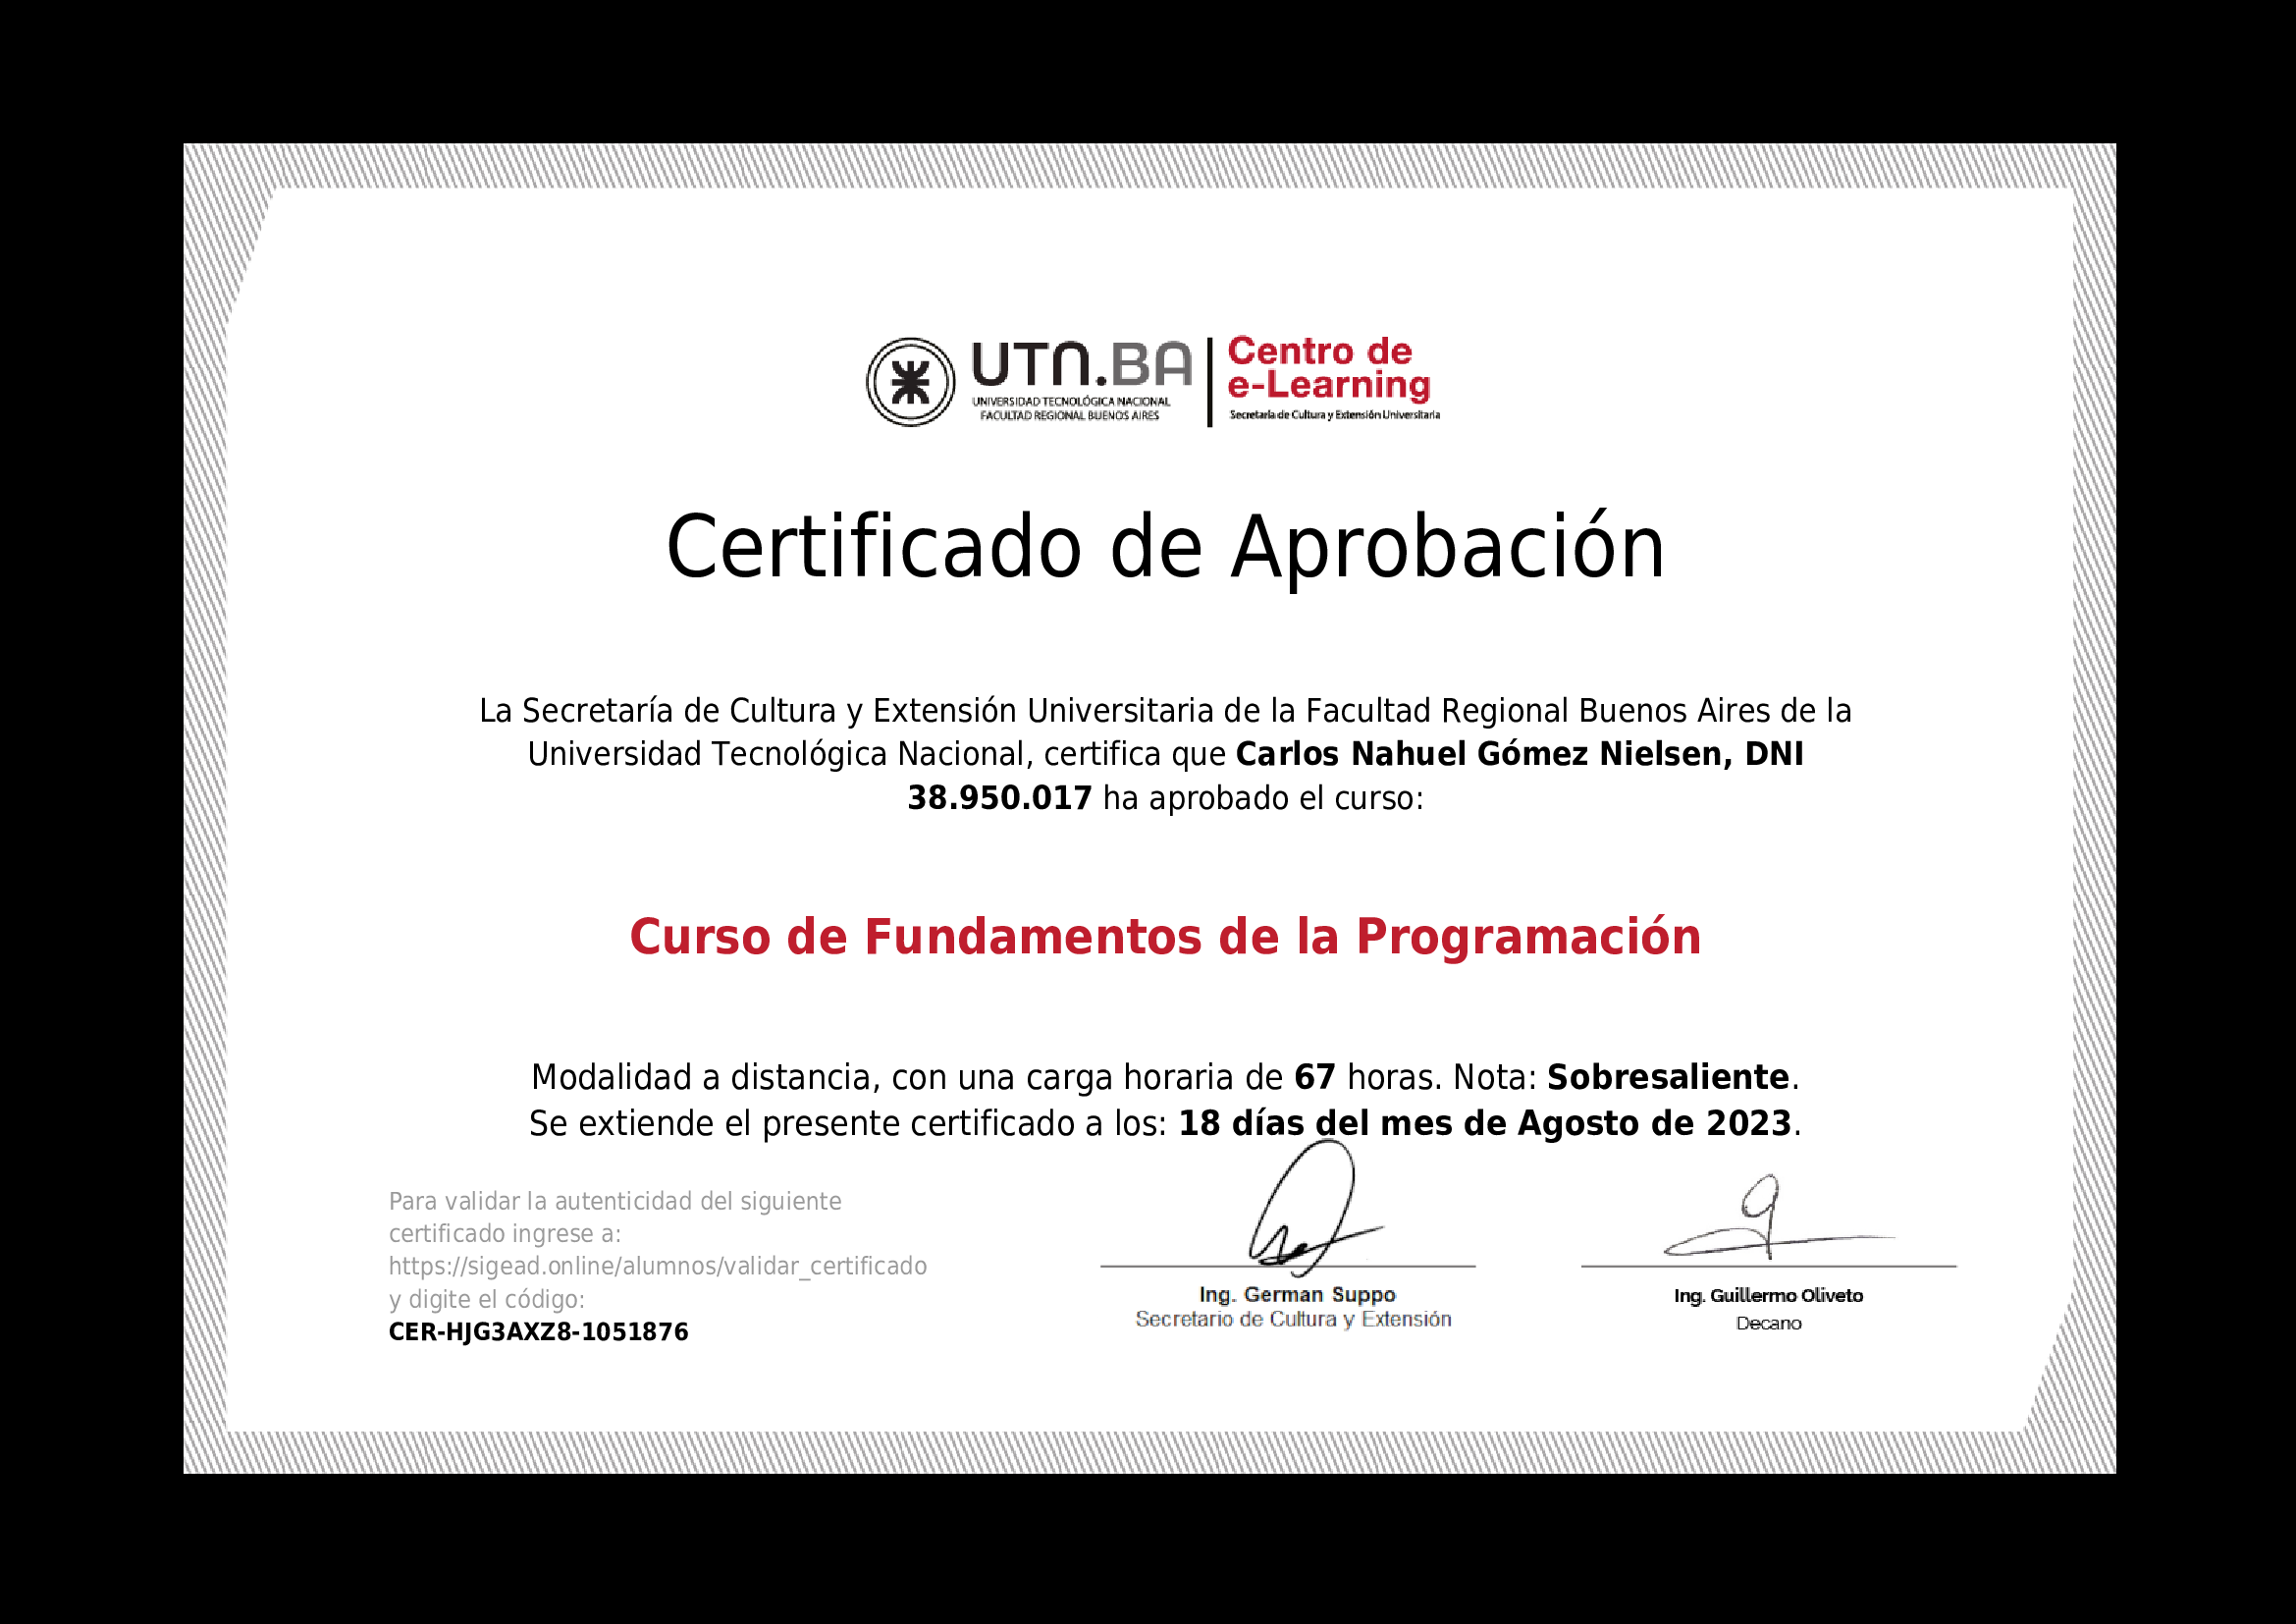 UTN.BA
UNIVERSIDAD TECNOLÓGICA NACIONAL
FACULTAD REGIONAL BUENOS AIRES
Centro de
e-Learning
Secretaría de Cultura y Extensión Universitaria
Certificado de Aprobación
La Secretaría de Cultura y Extensión Universitaria de la Facultad Regional Buenos Aires de la
Universidad Tecnológica Nacional, certifica que Carlos Nahuel Gómez Nielsen, DNI
38.950.017 ha aprobado el curso:
Curso de Fundamentos de la Programación
Modalidad a distancia, con una carga horaria de 67 horas. Nota: Sobresaliente.
Se extiende el presente certificado a los: 18 días del mes de Agosto de 2023.
Para validar la autenticidad del siguiente
certificado ingrese a:
https://sigead.online/alumnos/validar_certificado
y digite el código:
CER-HJG3AXZ8-1051876
Ing. German Suppo
Secretario de Cultura y Extensión
Ing. Guillermo Oliveto
Decano